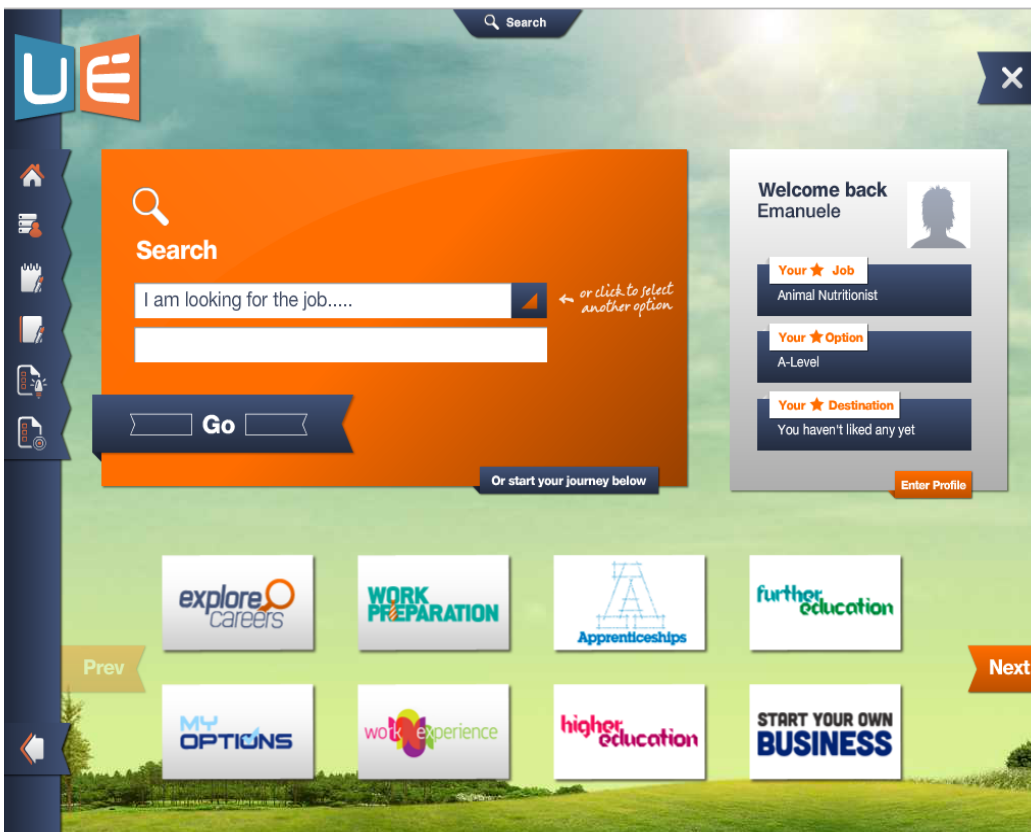 Search
UE
Search
I am looking for the job.....
or click to select
another option
Go
Or start your journey below
Welcome back
Emanuele
Your Job
Animal Nutritionist
Your Option
A-Level
Your Destination
You haven't liked any yet
Enter Profile
explore
careers
WORK
PREPARATION
Apprenticeships
further
education
Prev
Next
MY
OPTIONS
work experience
higher
education
START YOUR OWN
BUSINESS